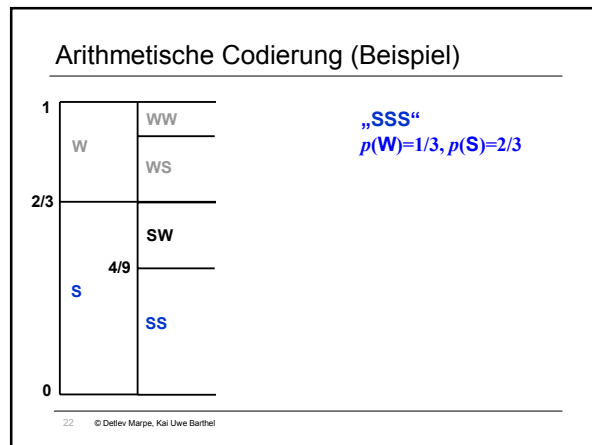 Arithmetische Codierung (Beispiel)
1
WW
„SSS“
W
p(W)=1/3, p(S)=2/3
WS
2/3
SW
4/9
S
SS
0
22 © Detlev Marpe, Kai Uwe Barthel